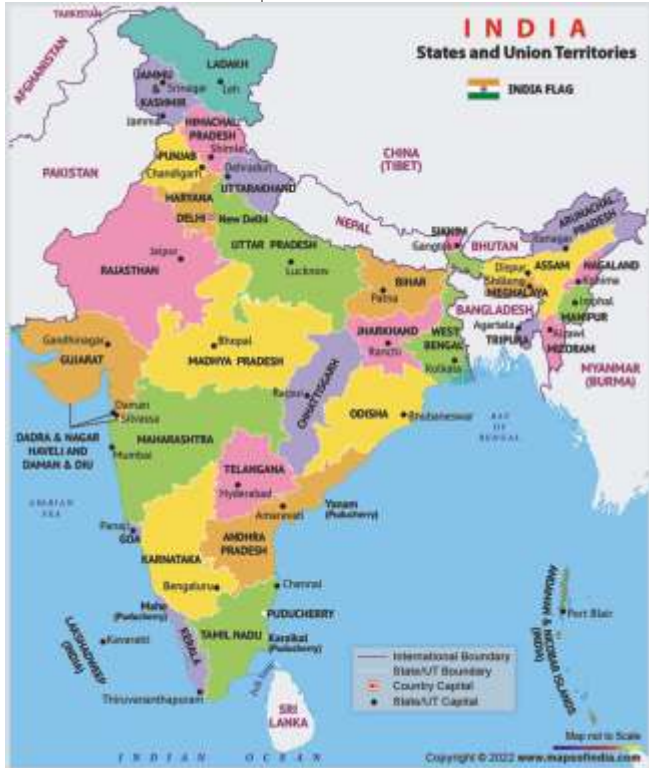 INDIA
States and Union Territories
INDIA FLAG
TAJIKISTAN
AFGHANISTAN
PAKISTAN
CHINA
(TIBET)
NEPAL
BHUTAN
BANGLADESH
MYANMAR
(BURMA)
SRI
LANKA
LADAKH
Leh
JAMMU
&
KASHMIR
Srinagar
Jammu
HIMACHAL
PRADESH
Shimla
PUNJAB
Chandigarh
Dehradun
UTTARAKHAND
HARYANA
DELHI
New Delhi
UTTAR PRADESH
Lucknow
Jaipur
RAJASTHAN
SIKKIM
Gangtok
ARUNACHAL
PRADESH
Itanagar
Dispur
ASSAM
NAGALAND
Kohima
Shillong
MEGHALAYA
Imphal
MANIPUR
Agartala
TRIPURA
Aizawl
MIZORAM
BIHAR
Patna
JHARKHAND
Ranchi
WEST
BENGAL
Kolkata
Gandhinagar
GUJARAT
Bhopal
MADHYA PRADESH
CHHATTISGARH
Raipur
ODISHA
Bhubaneswar
BAY
OF
BENGAL
Daman
Silvassa
DADRA & NAGAR
HAVELI AND
DAMAN & DIU
MAHARASHTRA
Mumbai
ARABIAN
SEA
TELANGANA
Hyderabad
Amaravati
Yanam
(Puducherry)
ANDHRA
PRADESH
Panaji
GOA
KARNATAKA
Bengaluru
Chennai
Mahe
(Puducherry)
PUDUCHERRY
KERALA
TAMIL NADU
Karaikal
(Puducherry)
LAKSHADWEEP
(INDIA)
Kavaratti
Thiruvananthapuram
ANDAMAN & NICOBAR ISLANDS
(INDIA)
Port Blair
International Boundary
State/UT Boundary
Country Capital
State/UT Capital
Map not to Scale
INDIAN OCEAN
Copyright © 2022 www.mapsofindia.com